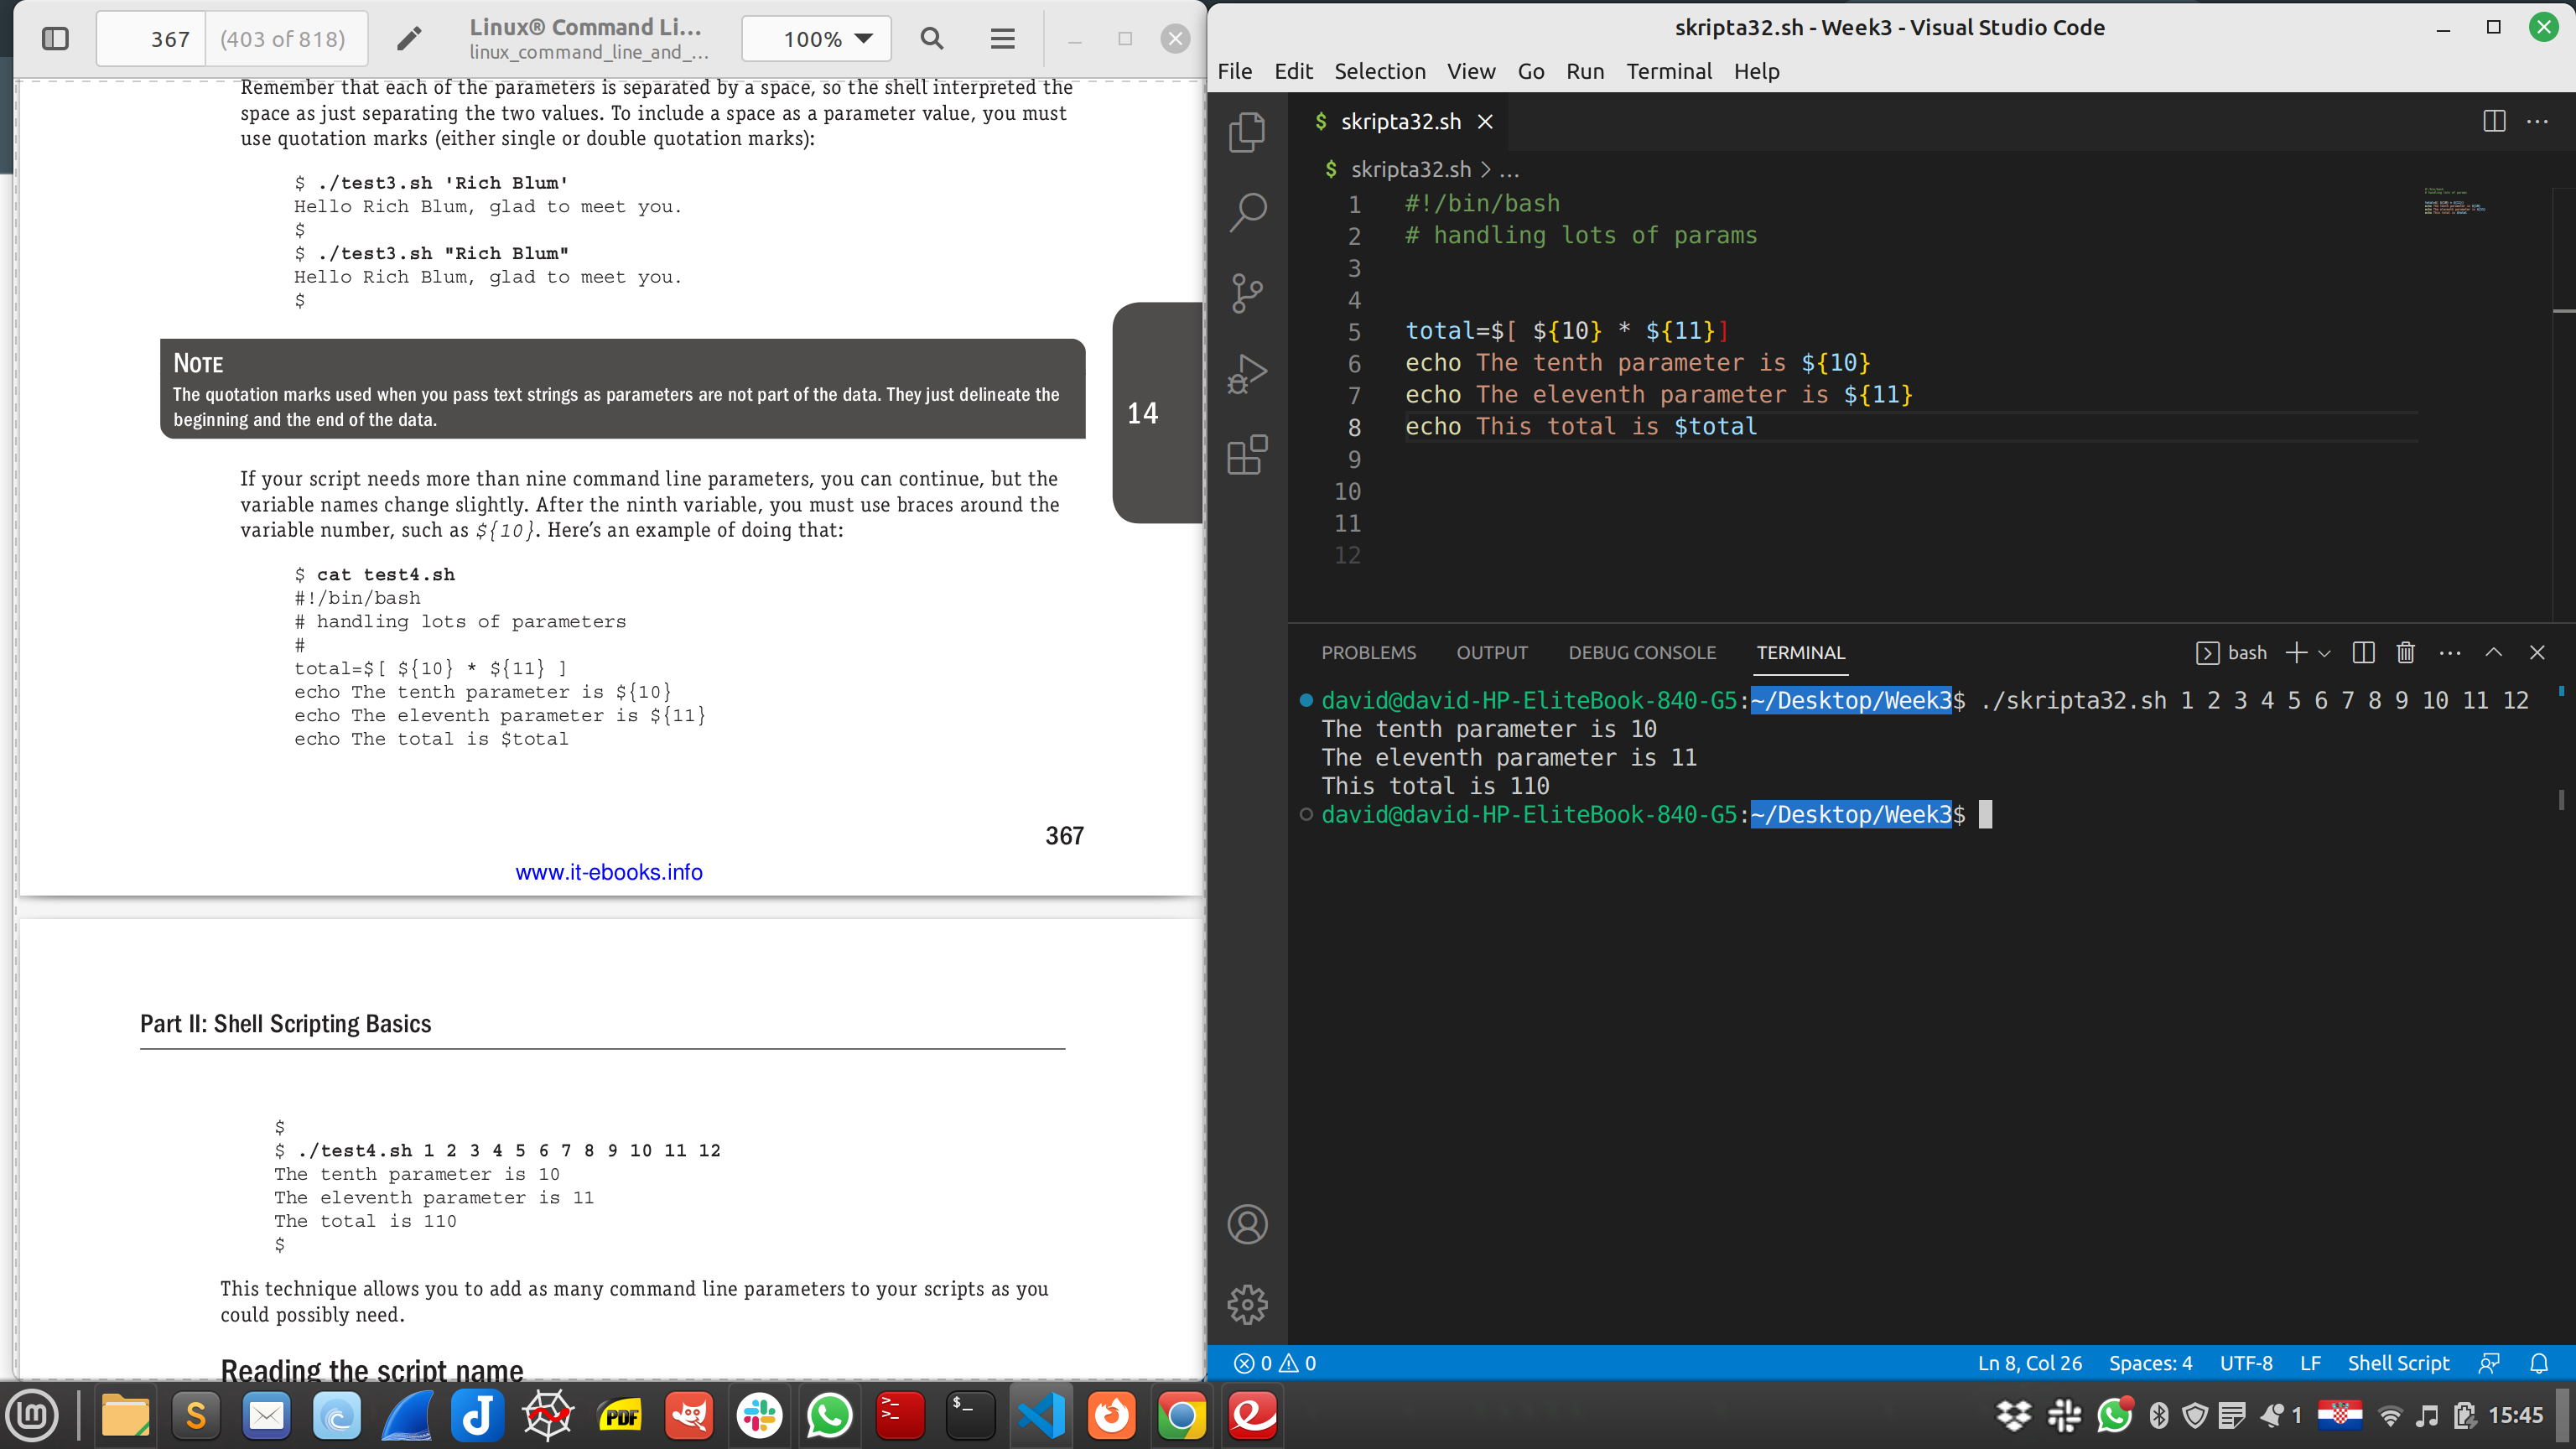 367
(403 of 818)
Linux® Command Li...
linux_command_line_and_...
100%
Remember that each of the parameters is separated by a space, so the shell interpreted the
space as just separating the two values. To include a space as a parameter value, you must
use quotation marks (either single or double quotation marks):
$ ./test3.sh 'Rich Blum'
Hello Rich Blum, glad to meet you.
$
$ ./test3.sh "Rich Blum"
Hello Rich Blum, glad to meet you.
$
NOTE
The quotation marks used when you pass text strings as parameters are not part of the data. They just delineate the
beginning and the end of the data.
14
If your script needs more than nine command line parameters, you can continue, but the
variable names change slightly. After the ninth variable, you must use braces around the
variable number, such as ${10}. Here's an example of doing that:
$ cat test4.sh
#!/bin/bash
# handling lots of parameters
#
total=$[ ${10} * ${11} ]
echo The tenth parameter is ${10}
echo The eleventh parameter is ${11}
echo The total is $total
367
www.it-ebooks.info
Part II: Shell Scripting Basics
$
$ ./test4.sh 1 2 3 4 5 6 7 8 9 10 11 12
The tenth parameter is 10
The eleventh parameter is 11
The total is 110
$
This technique allows you to add as many command line parameters to your scripts as you
could possibly need.
Reading the script name
skripta32.sh - Week3 - Visual Studio Code
File Edit Selection View Go Run Terminal Help
$ skripta32.sh
$ skripta32.sh > ...
1 #!/bin/bash
2 # handling lots of params
3
4
5 total=$[ ${10} * ${11}]
6 echo The tenth parameter is ${10}
7 echo The eleventh parameter is ${11}
8 echo This total is $total
9
10
11
12
PROBLEMS OUTPUT DEBUG CONSOLE TERMINAL
bash
david@david-HP-EliteBook-840-G5:~/Desktop/Week3$ ./skripta32.sh 1 2 3 4 5 6 7 8 9 10 11 12
The tenth parameter is 10
The eleventh parameter is 11
This total is 110
david@david-HP-EliteBook-840-G5:~/Desktop/Week3$
0 0
Ln 8, Col 26 Spaces: 4 UTF-8 LF Shell Script
S
J
PDF
>_
>_
$_
1
15:45